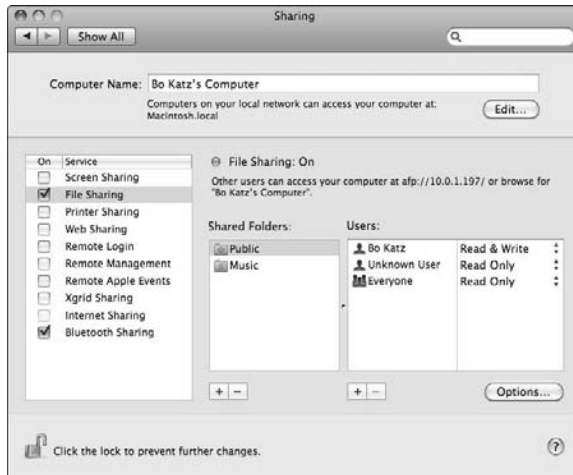 Sharing
Show All
Computer Name: Bo Katz's Computer
Computers on your local network can access your computer at:
Macintosh.local
Edit...
On Service
Screen Sharing
File Sharing
Printer Sharing
Web Sharing
Remote Login
Remote Management
Remote Apple Events
Xgrid Sharing
Internet Sharing
Bluetooth Sharing
File Sharing: On
Other users can access your computer at afp://10.0.1.197/ or browse for
"Bo Katz's Computer".
Shared Folders:
Public
Music
Users:
Bo Katz Read & Write
Unknown User Read Only
Everyone Read Only
+ −
+ −
Options...
Click the lock to prevent further changes.
?